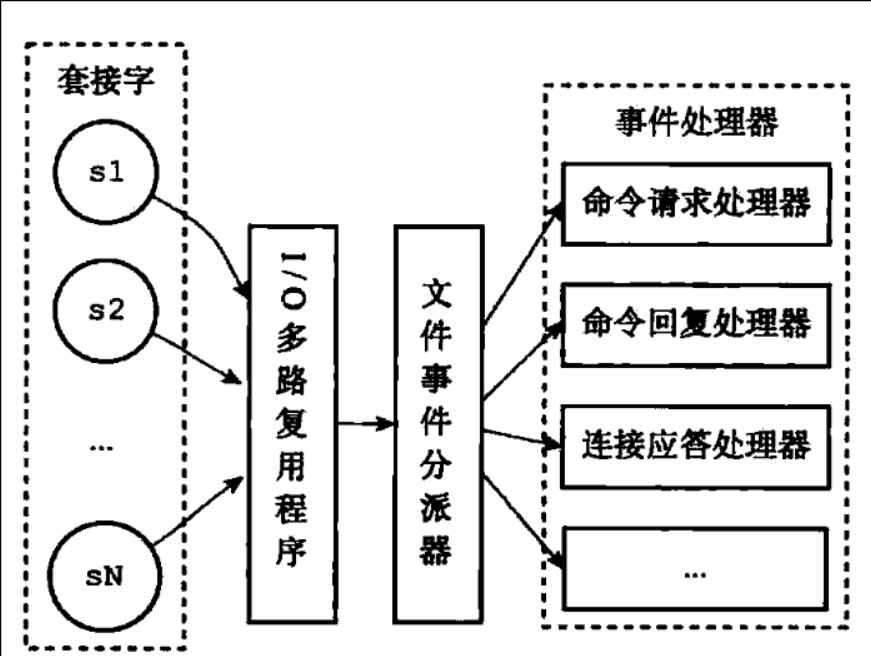 套接字
s1
s2
...
sN
I/O多路复用程序
文件事件分派器
事件处理器
命令请求处理器
命令回复处理器
连接应答处理器
...